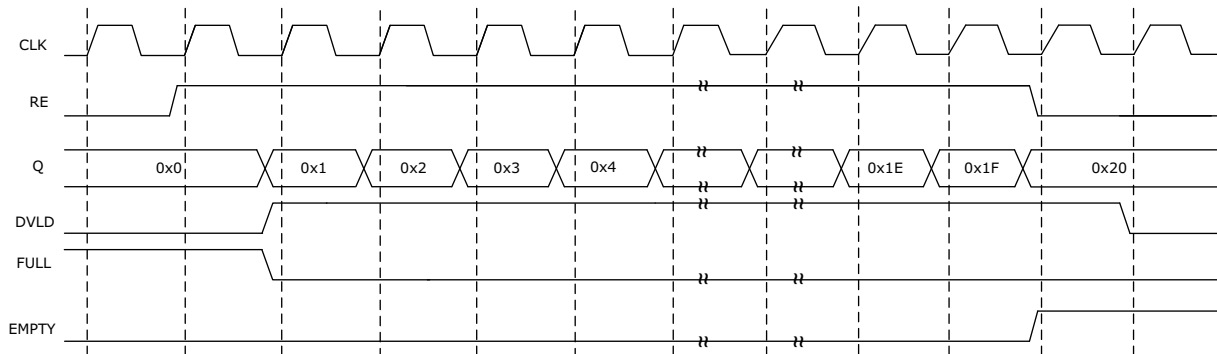 CLK
RE
Q 0x0 0x1 0x2 0x3 0x4 0x1E 0x1F 0x20
DVLD
FULL
EMPTY